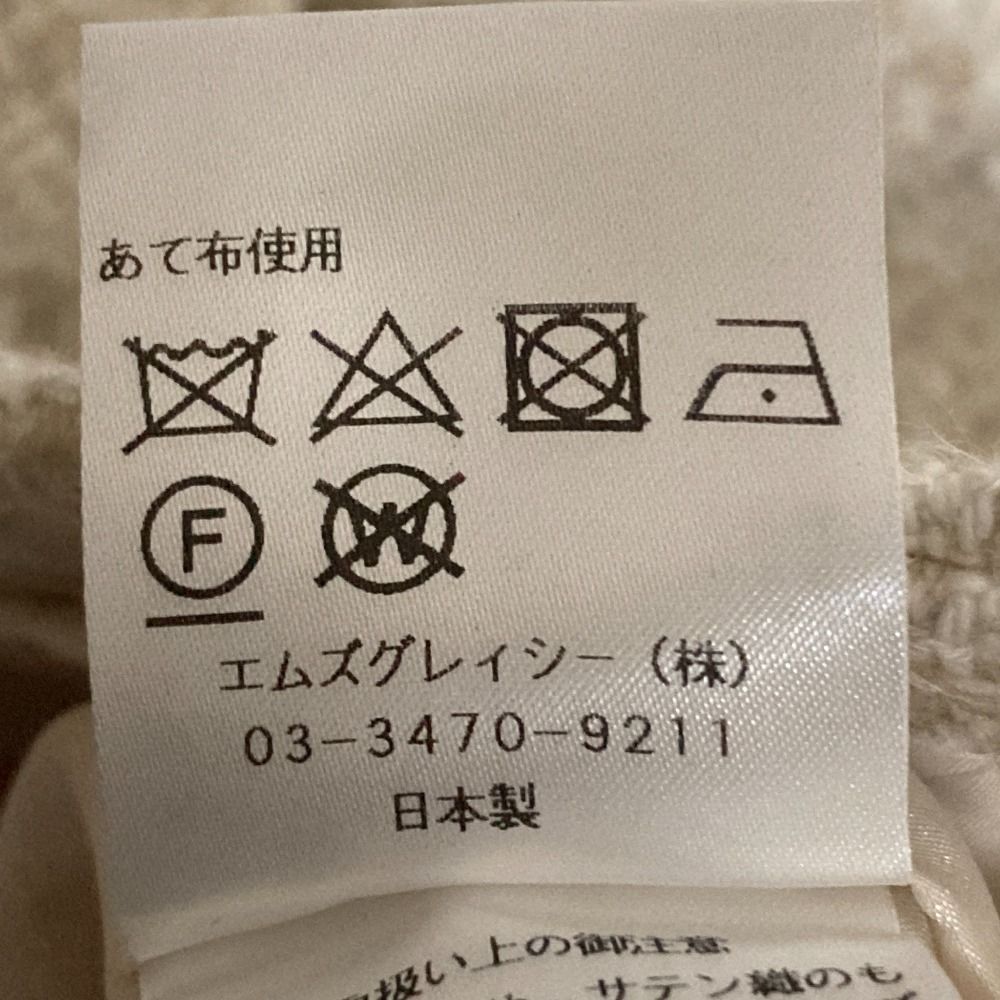 あて布使用
F
W
エムズグレイシー（株）
03-3470-9211
日本製
扱い上の御注意
サテン織のも